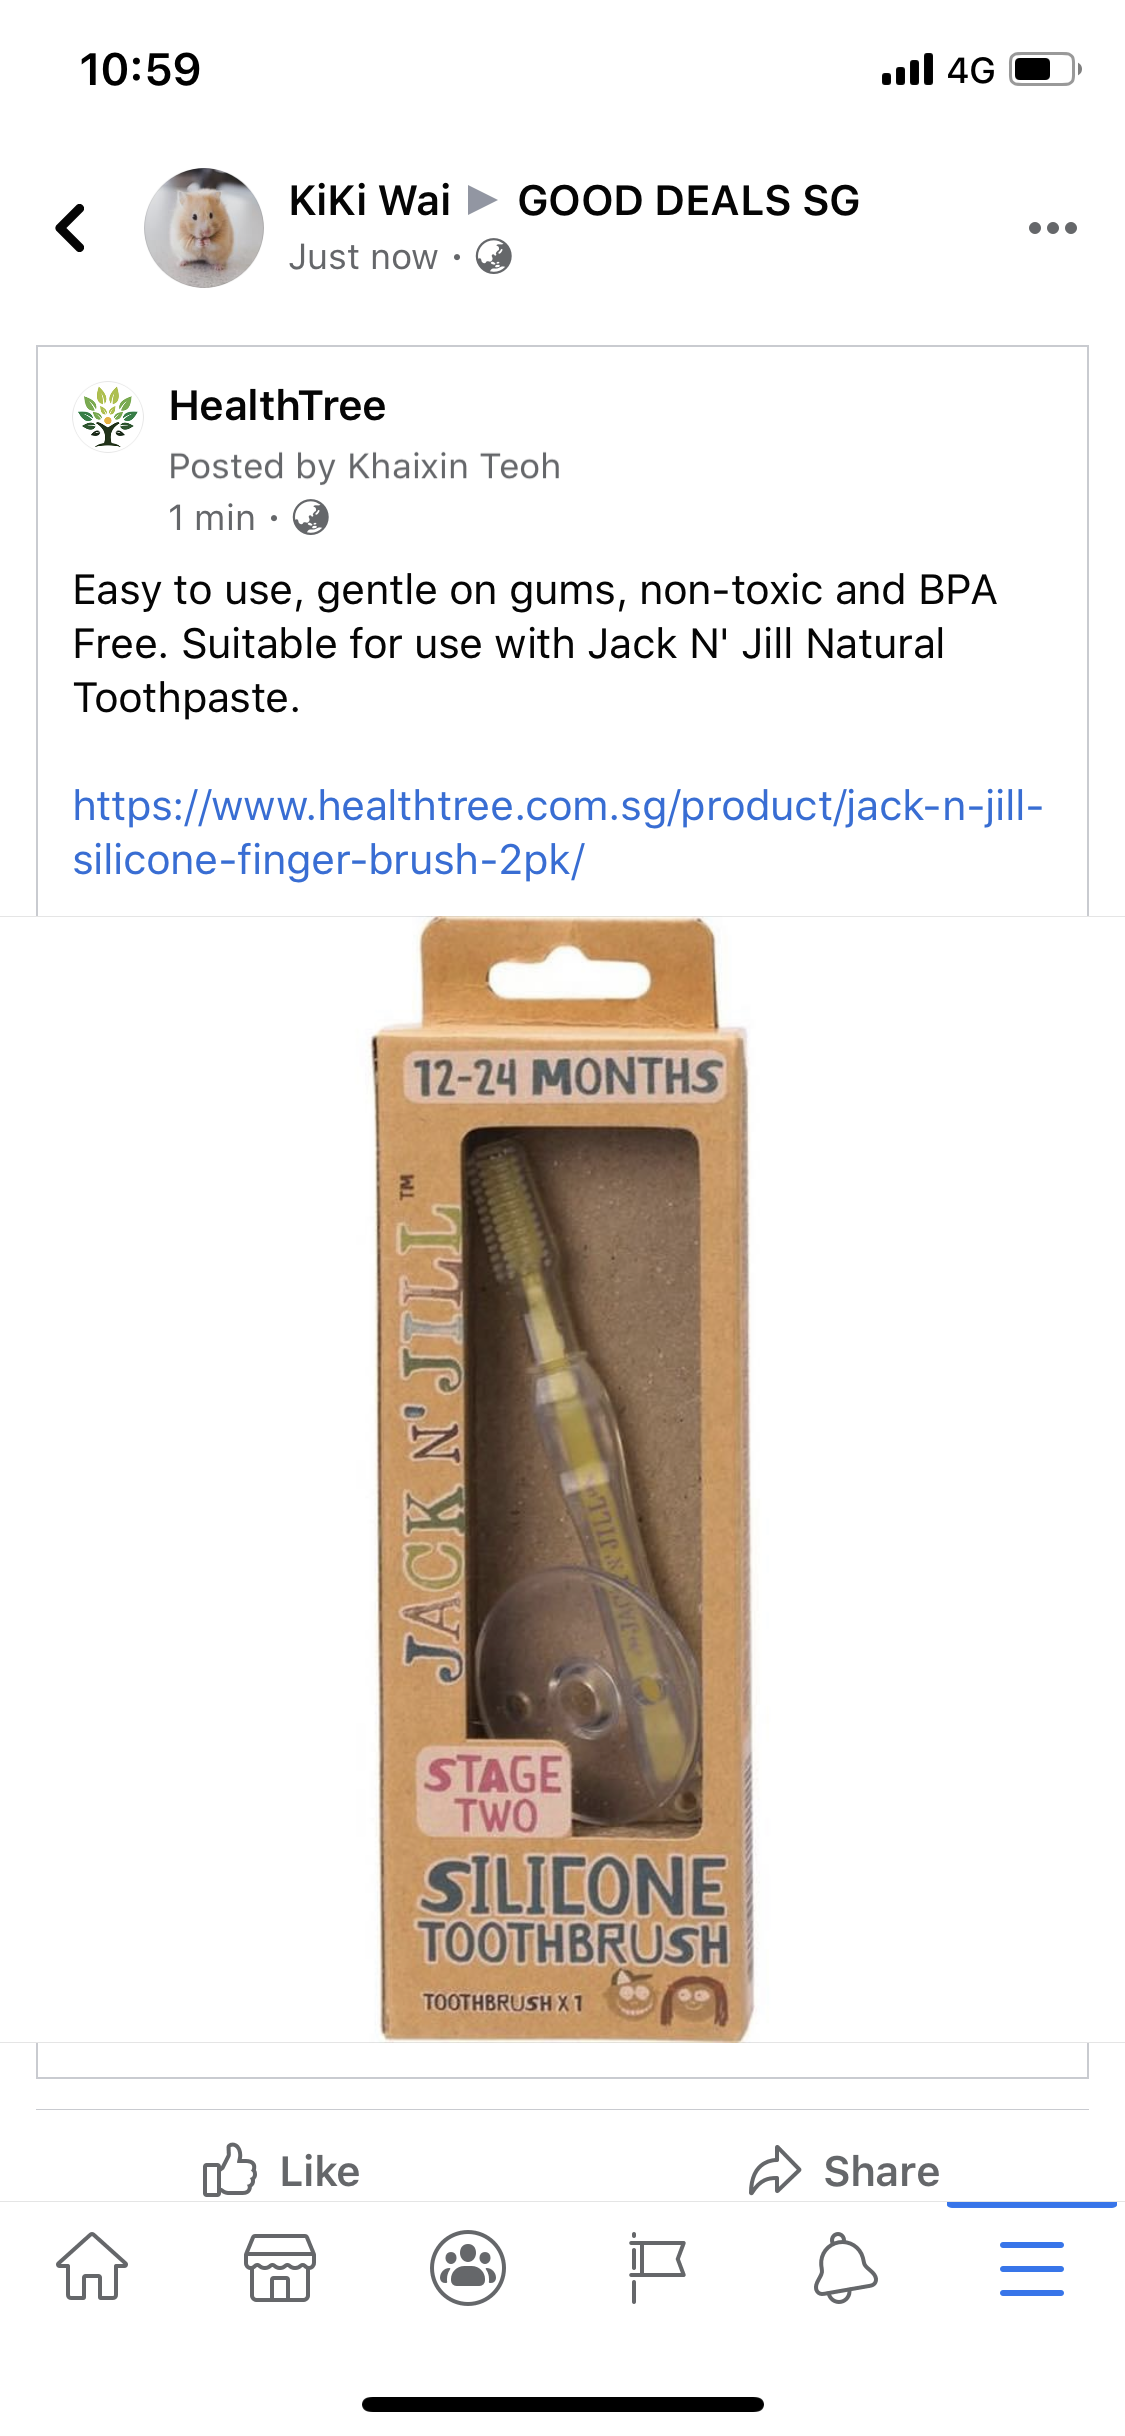 10:59
4G
KiKi Wai ▶ GOOD DEALS SG
Just now ·
HealthTree
Posted by Khaixin Teoh
1 min ·
Easy to use, gentle on gums, non-toxic and BPA
Free. Suitable for use with Jack N' Jill Natural
Toothpaste.
https://www.healthtree.com.sg/product/jack-n-jill-
silicone-finger-brush-2pk/
12-24 MONTHS
JACK N' JILL™
JACK N' JILL
STAGE
TWO
SILICONE
TOOTHBRUSH
TOOTHBRUSH X 1
Like
Share